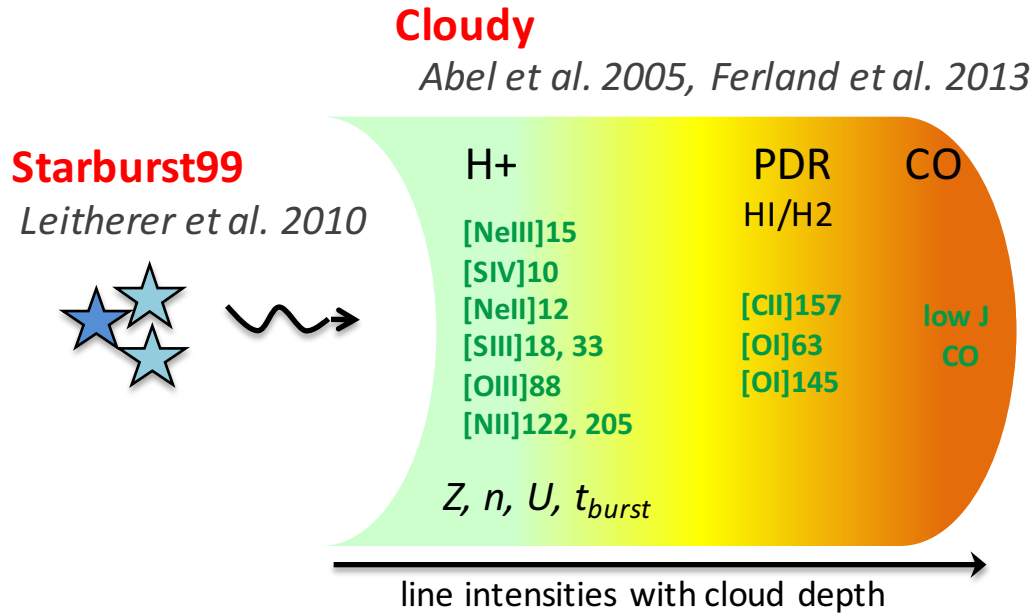 Cloudy
Abel et al. 2005, Ferland et al. 2013
Starburst99
Leitherer et al. 2010
H+
[NeIII]15
[SIV]10
[NeII]12
[SIII]18, 33
[OIII]88
[NII]122, 205
Z, n, U, t_burst
PDR
HI/H2
[CII]157
[OI]63
[OI]145
CO
low J
CO
line intensities with cloud depth